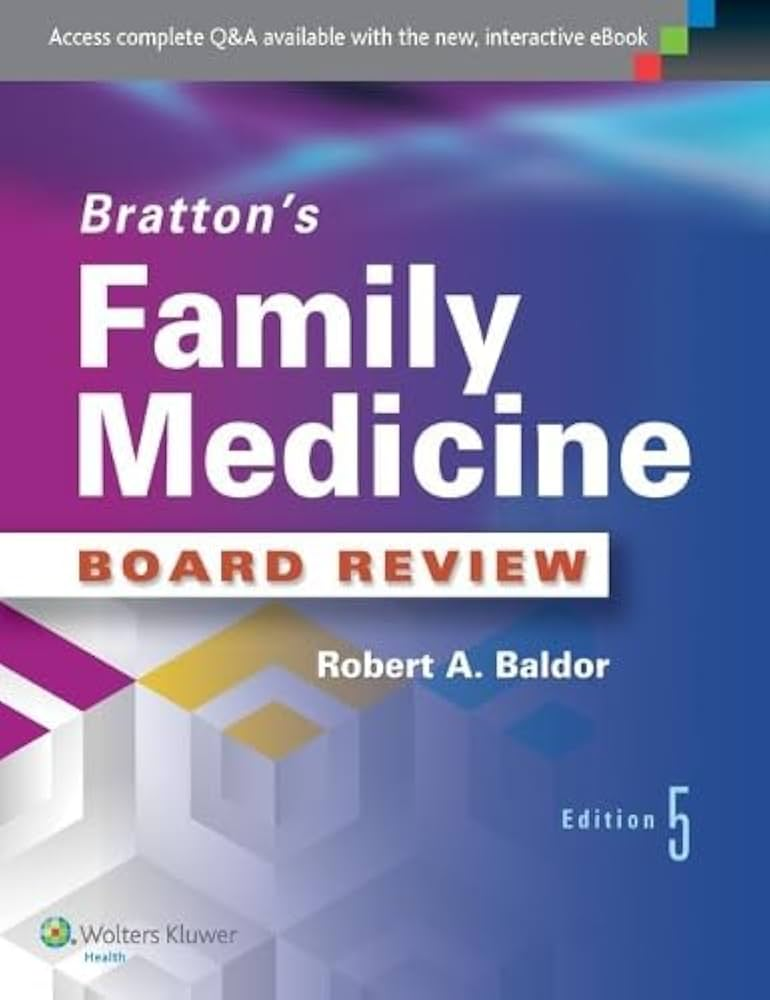 Access complete Q&A available with the new, interactive eBook
Bratton's
Family
Medicine
BOARD REVIEW
Robert A. Baldor
Edition 5
Wolters Kluwer
Health